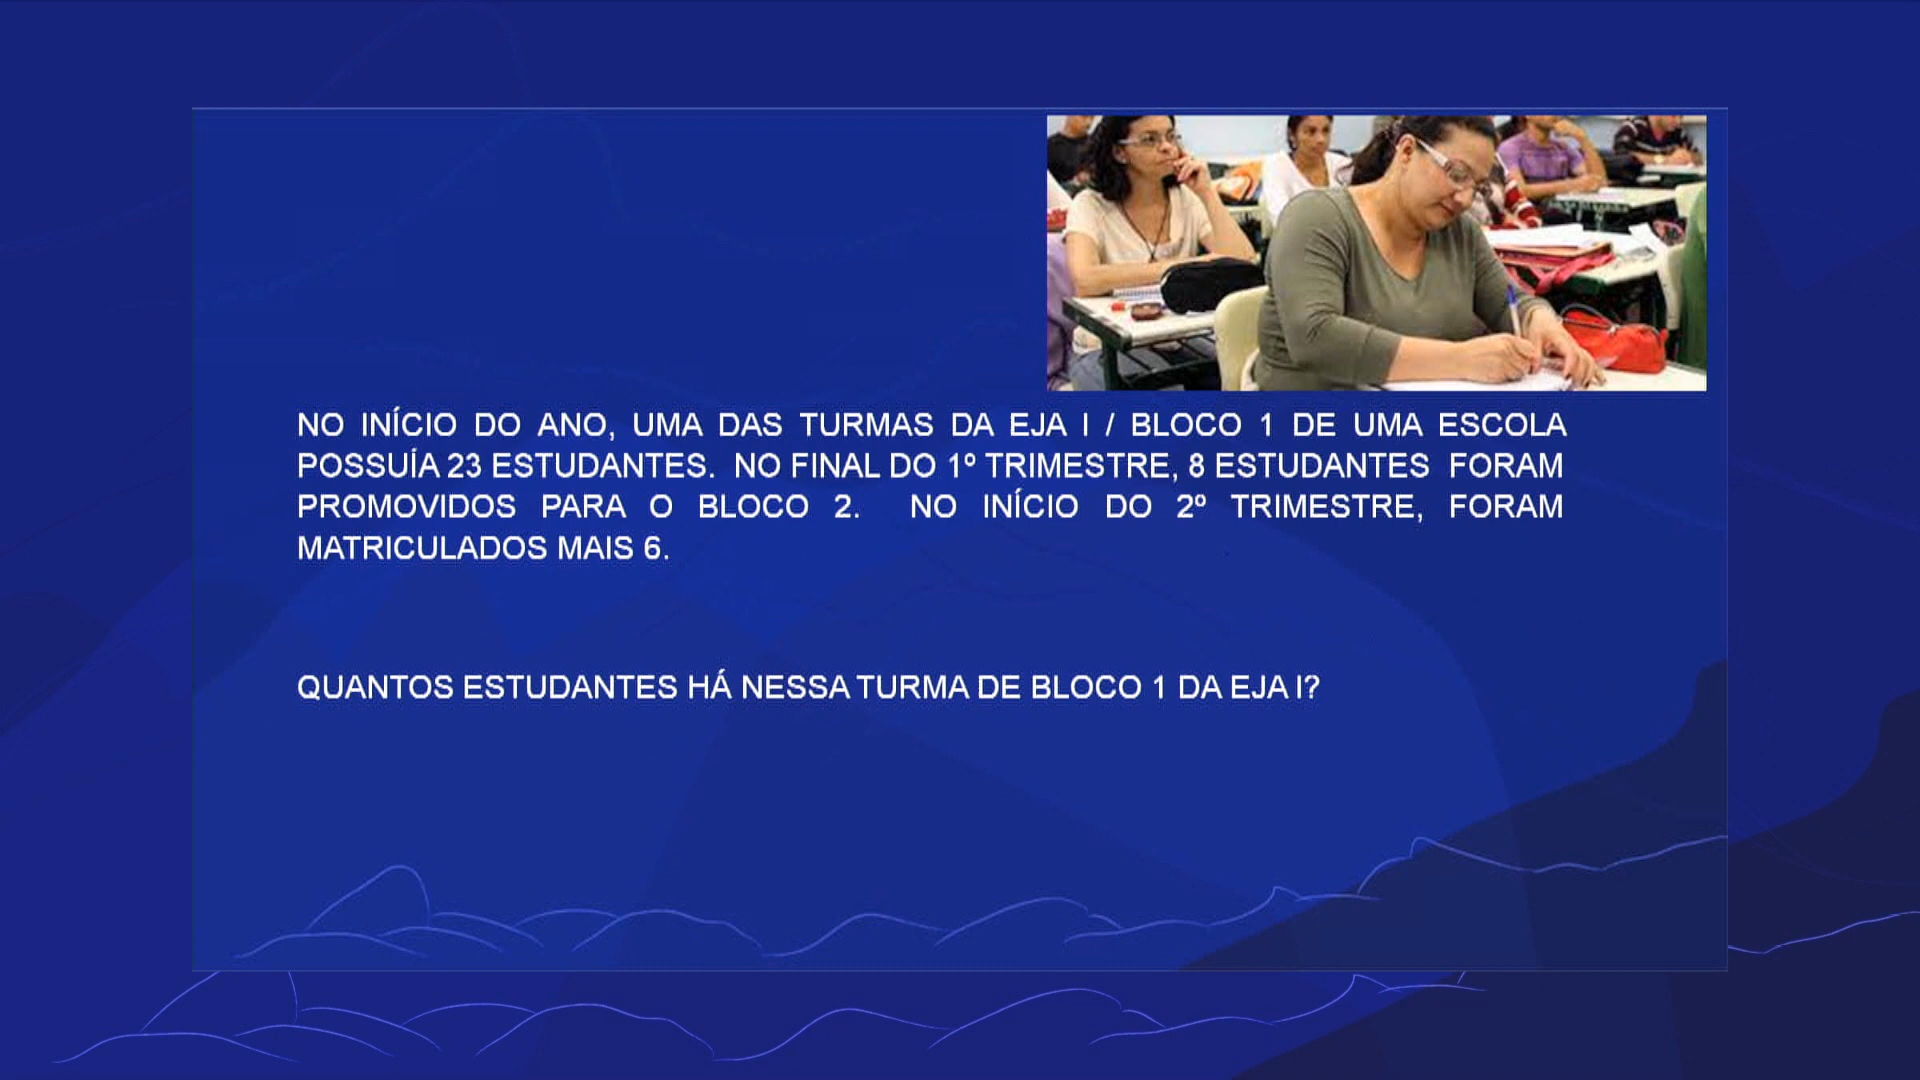 NO INÍCIO DO ANO, UMA DAS TURMAS DA EJA I / BLOCO 1 DE UMA ESCOLA
POSSUÍA 23 ESTUDANTES. NO FINAL DO 1º TRIMESTRE, 8 ESTUDANTES FORAM
PROMOVIDOS PARA O BLOCO 2. NO INÍCIO DO 2º TRIMESTRE, FORAM
MATRICULADOS MAIS 6.
QUANTOS ESTUDANTES HÁ NESSA TURMA DE BLOCO 1 DA EJA I?